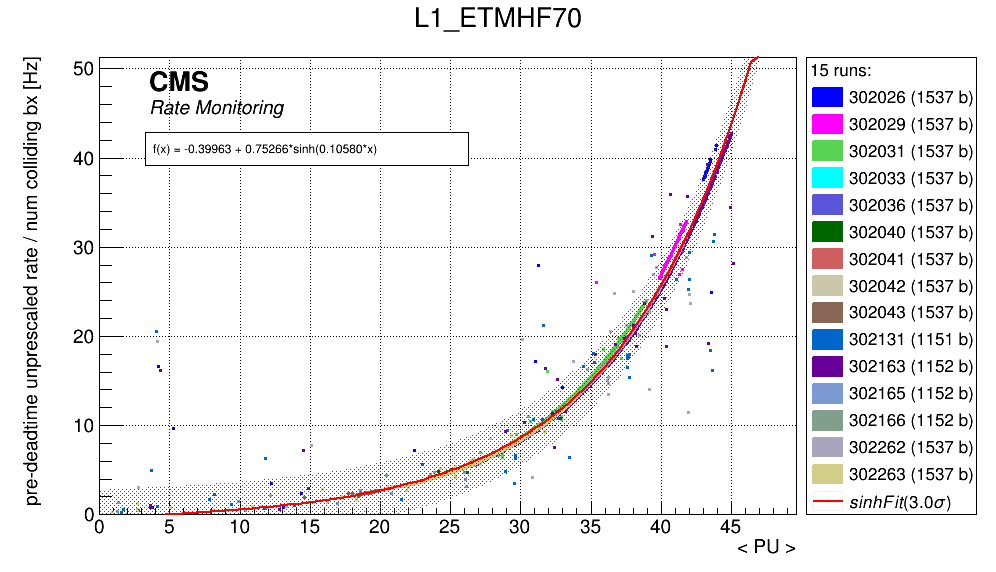 L1_ETMHF70
pre-deadtime unprescaled rate / num colliding bx [Hz]
CMS
Rate Monitoring
f(x) = -0.39963 + 0.75266*sinh(0.10580*x)
50
40
30
20
10
0
0 5 10 15 20 25 30 35 40 45
< PU >
15 runs:
302026 (1537 b)
302029 (1537 b)
302031 (1537 b)
302033 (1537 b)
302036 (1537 b)
302040 (1537 b)
302041 (1537 b)
302042 (1537 b)
302043 (1537 b)
302131 (1151 b)
302163 (1152 b)
302165 (1152 b)
302166 (1152 b)
302262 (1537 b)
302263 (1537 b)
sinhFit(3.0σ)